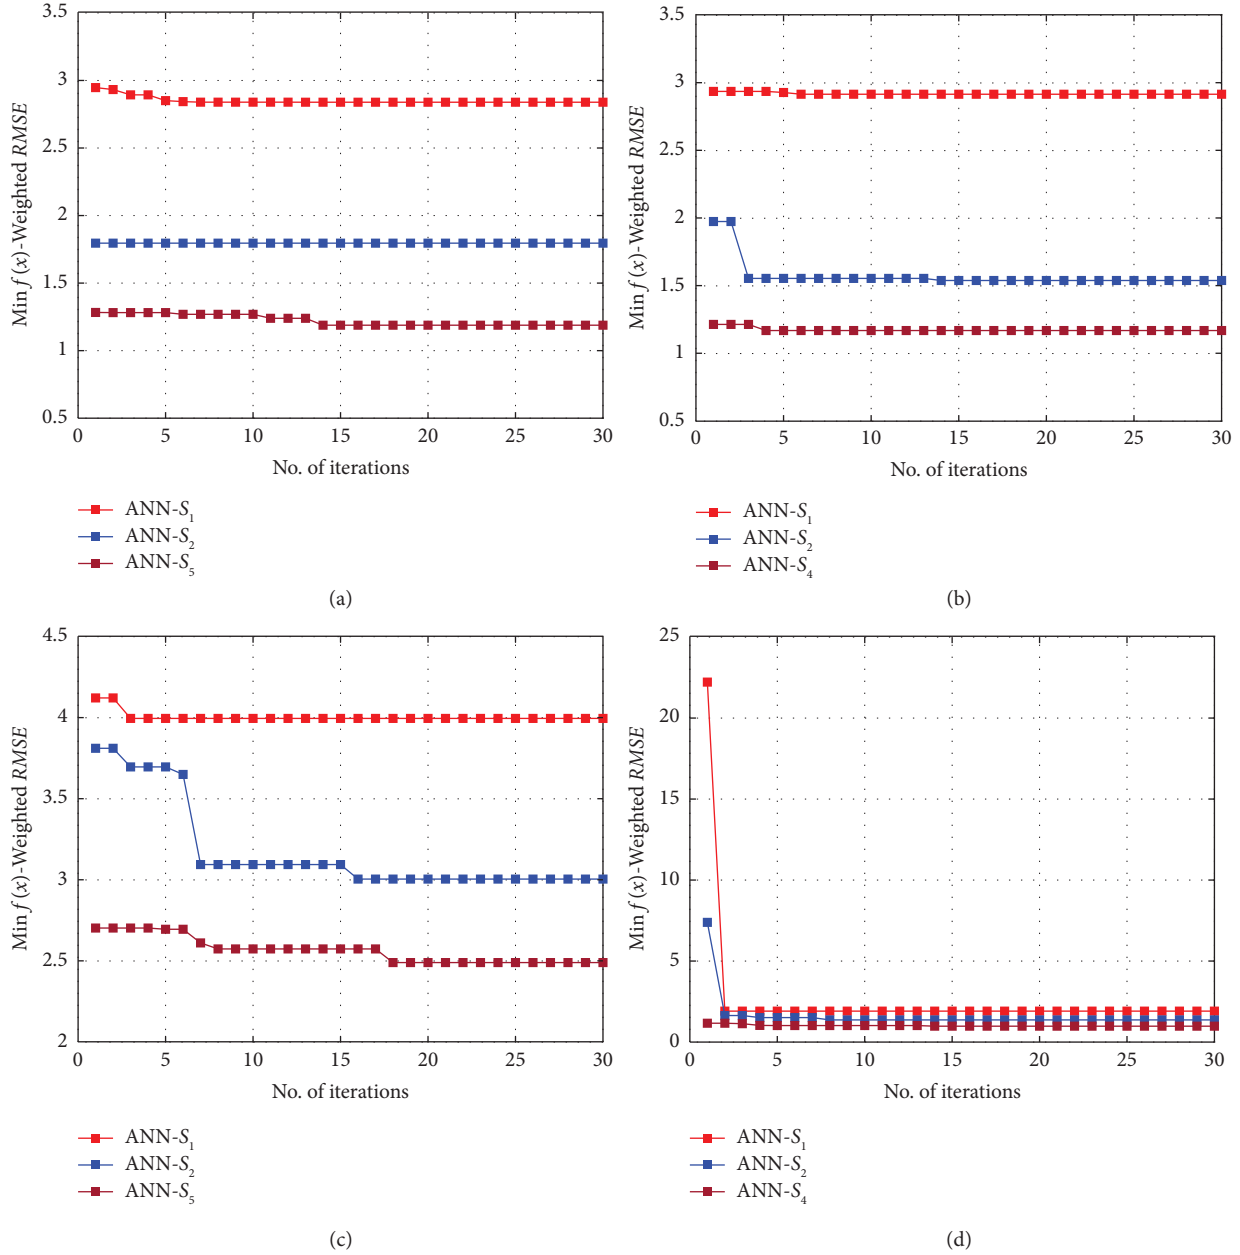 3.5
3
2.5
2
1.5
1
0.5
Min f (x)-Weighted RMSE
0 5 10 15 20 25 30
No. of iterations
ANN-S1
ANN-S2
ANN-S5
(a)
3.5
3
2.5
2
1.5
1
0.5
Min f (x)-Weighted RMSE
0 5 10 15 20 25 30
No. of iterations
ANN-S1
ANN-S2
ANN-S4
(b)
4.5
4
3.5
3
2.5
2
Min f (x)-Weighted RMSE
0 5 10 15 20 25 30
No. of iterations
ANN-S1
ANN-S2
ANN-S5
(c)
25
20
15
10
5
0
Min f (x)-Weighted RMSE
0 5 10 15 20 25 30
No. of iterations
ANN-S1
ANN-S2
ANN-S4
(d)